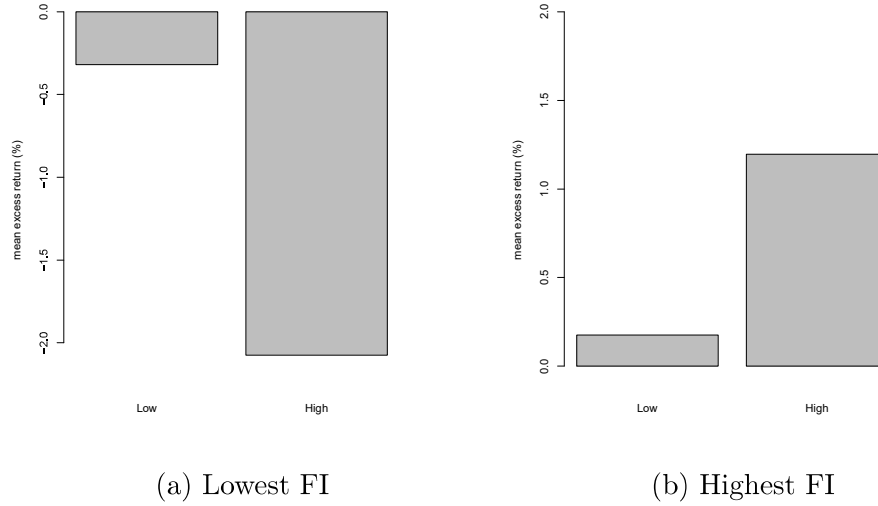 mean excess return (%)
0.0
−0.5
−1.0
−1.5
−2.0
Low High
(a) Lowest FI
mean excess return (%)
2.0
1.5
1.0
0.5
0.0
Low High
(b) Highest FI